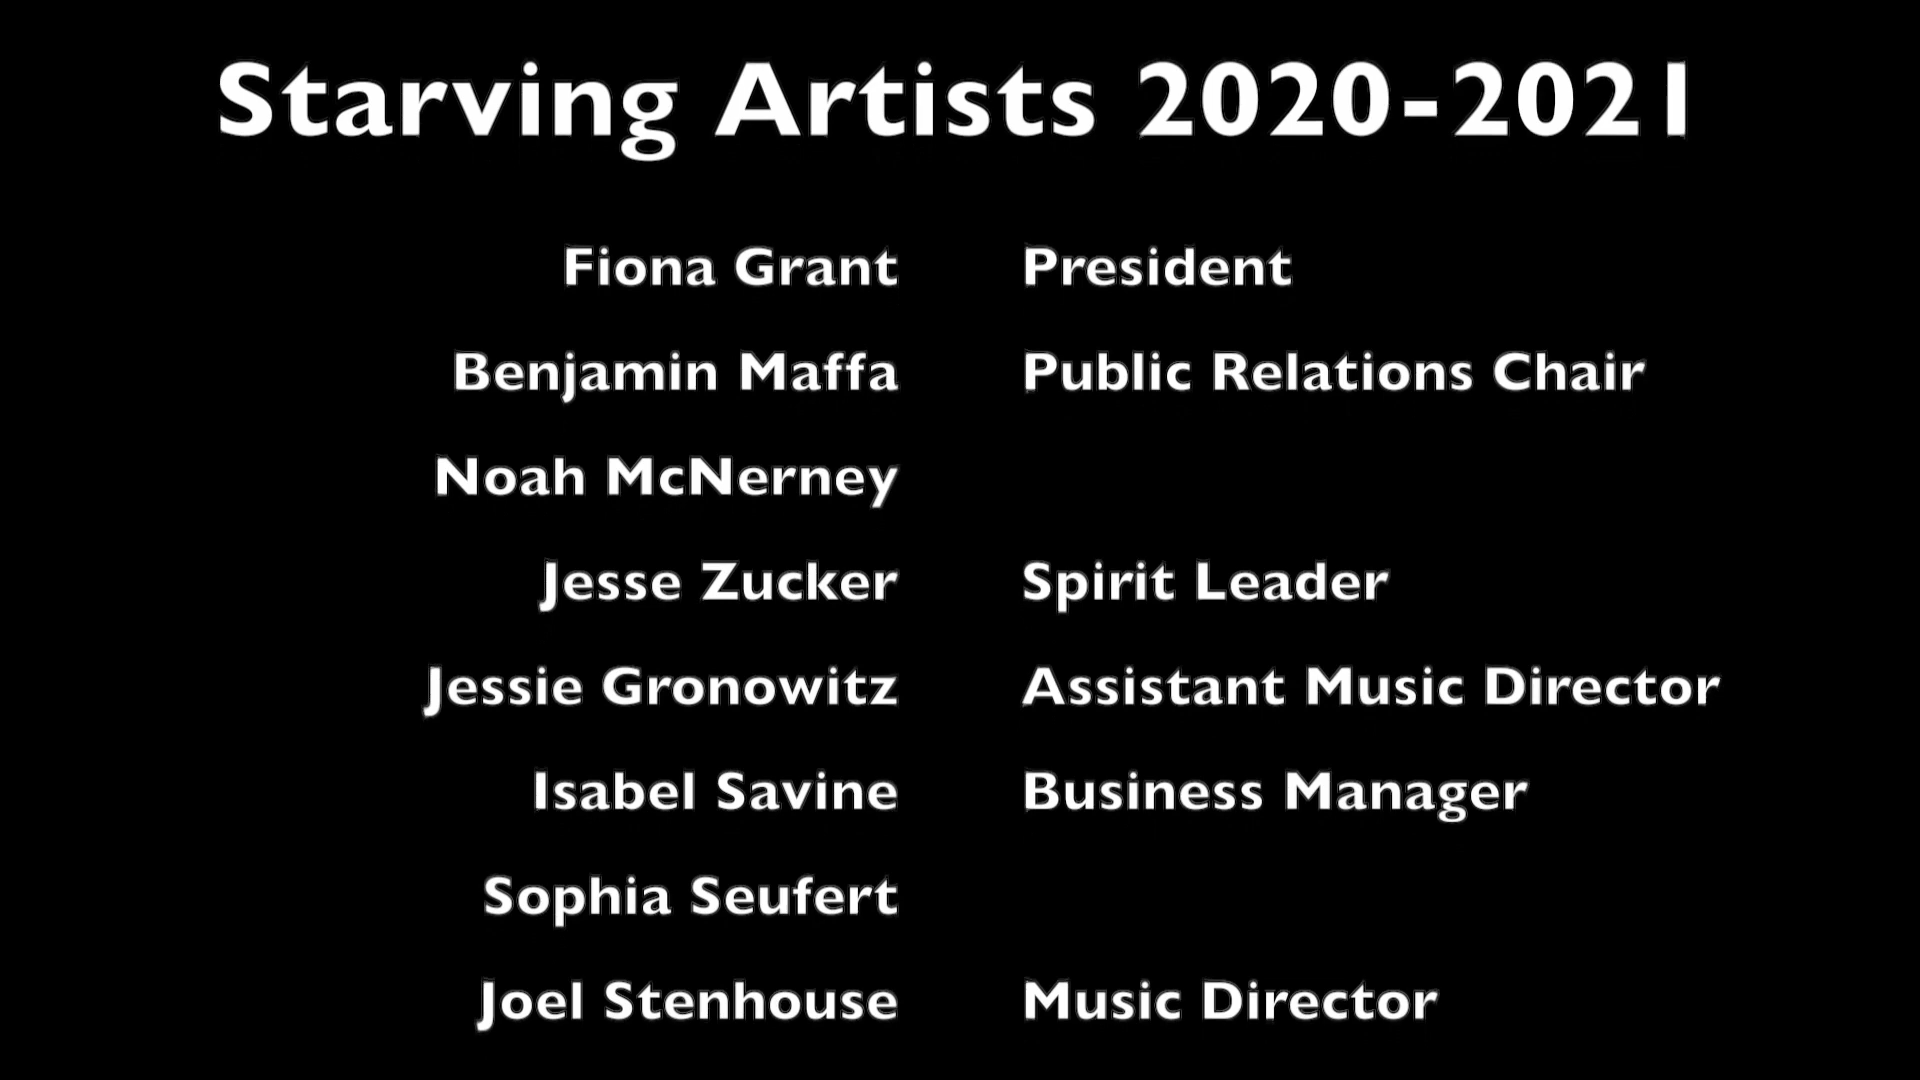 Starving Artists 2020-2021
Fiona Grant President
Benjamin Maffa Public Relations Chair
Noah McNerney
Jesse Zucker Spirit Leader
Jessie Gronowitz Assistant Music Director
Isabel Savine Business Manager
Sophia Seufert
Joel Stenhouse Music Director